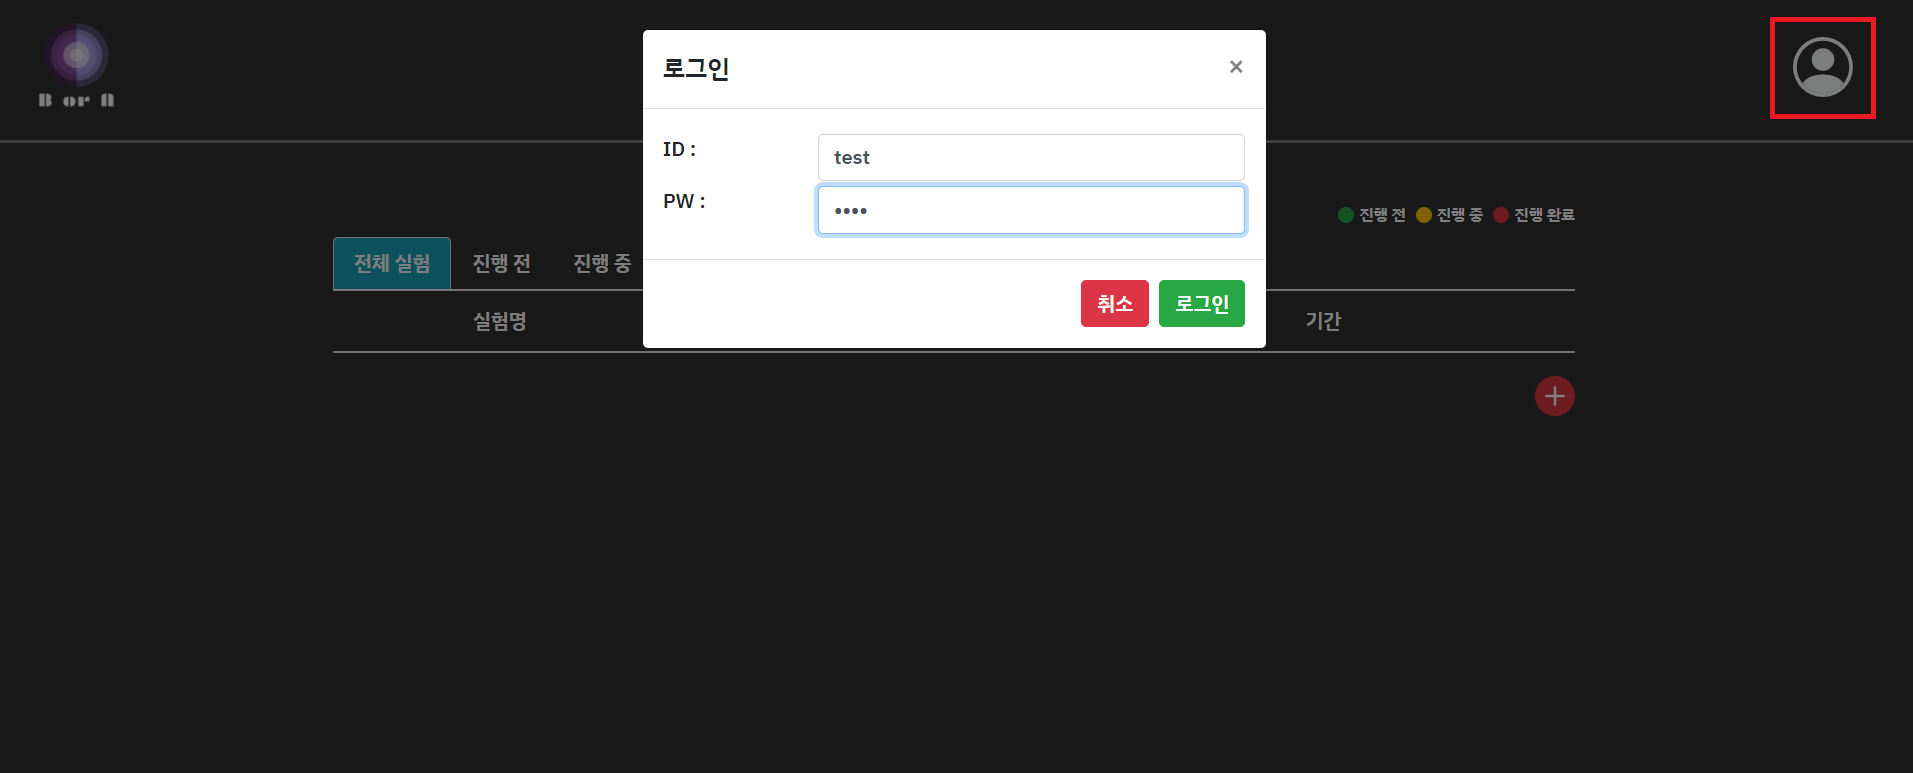 B or A
로그인
×
ID :
test
PW :
••••
취소
로그인
진행 전
진행 중
진행 완료
전체 실험
진행 전
진행 중
실험명
기간